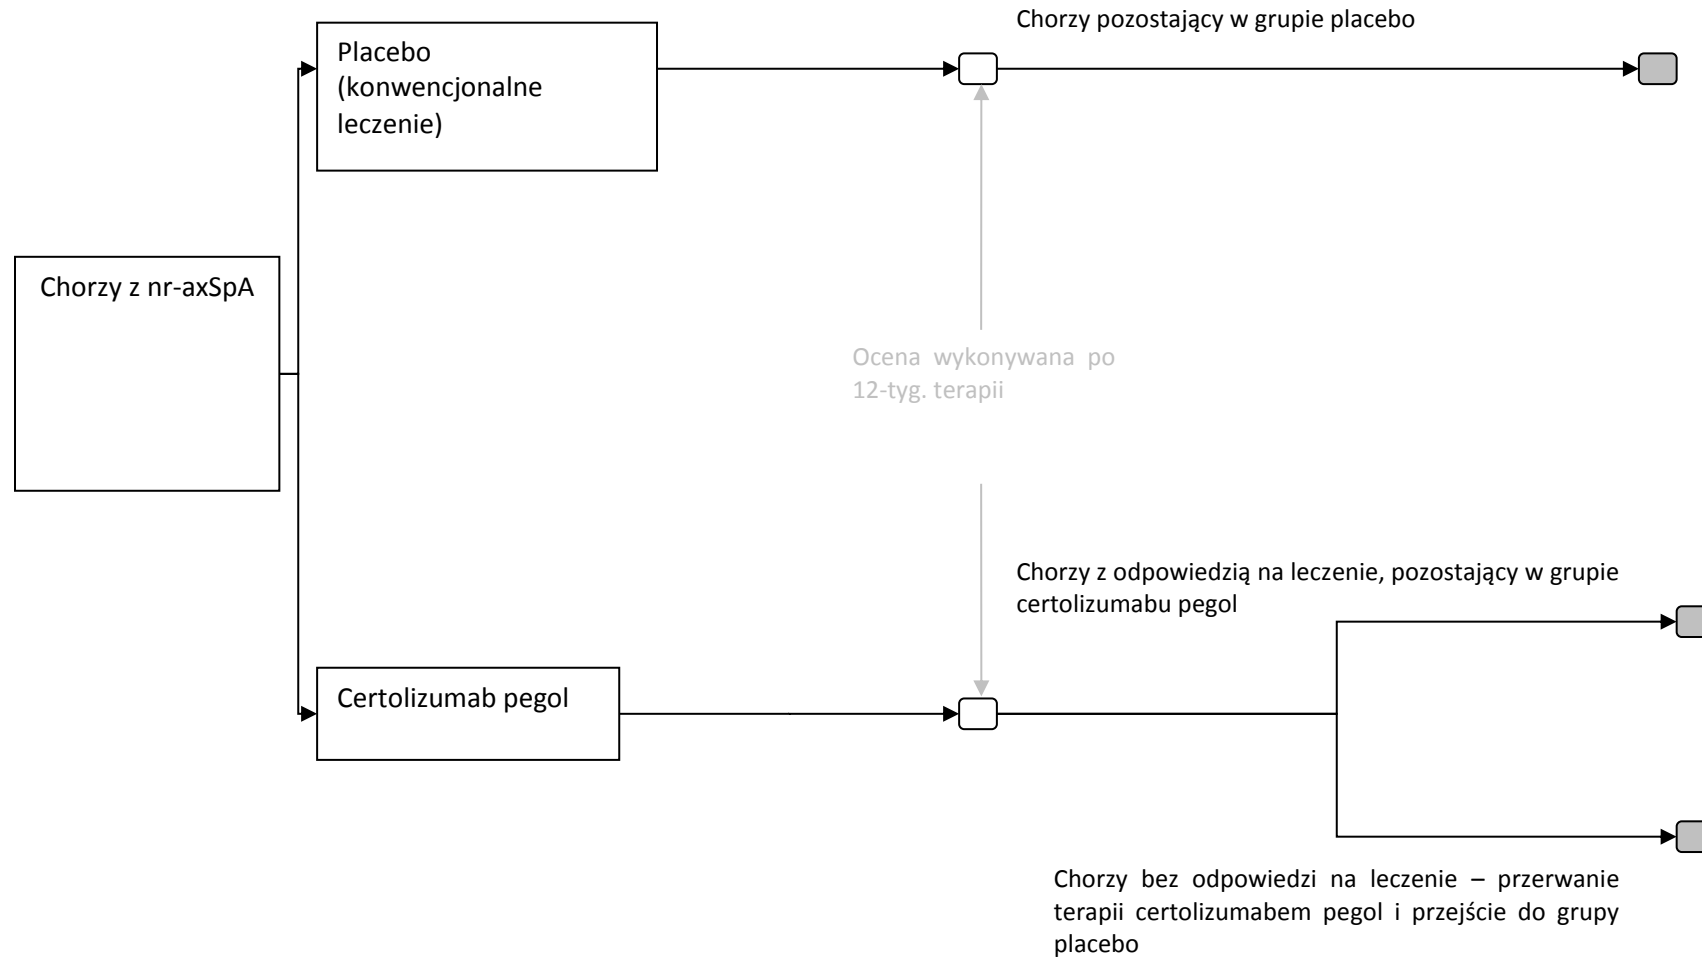 Chorzy pozostający w grupie placebo
Placebo
(konwencjonalne
leczenie)
Chorzy z nr-axSpA
Ocena wykonywana po
12-tyg. terapii
Chorzy z odpowiedzią na leczenie, pozostający w grupie
certolizumabu pegol
Certolizumab pegol
Chorzy bez odpowiedzi na leczenie – przerwanie
terapii certolizumabem pegol i przejście do grupy
placebo